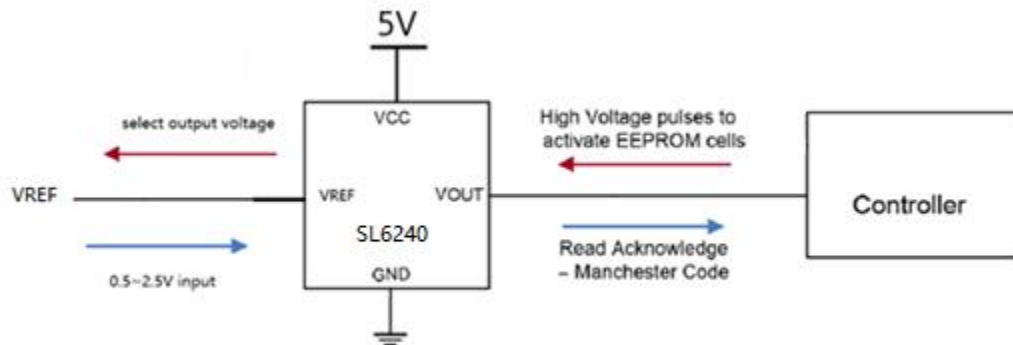 5V
VCC
select output voltage
High Voltage pulses to
activate EEPROM cells
VREF
VREF
VOUT
Controller
SL6240
0.5~2.5V input
GND
Read Acknowledge
– Manchester Code